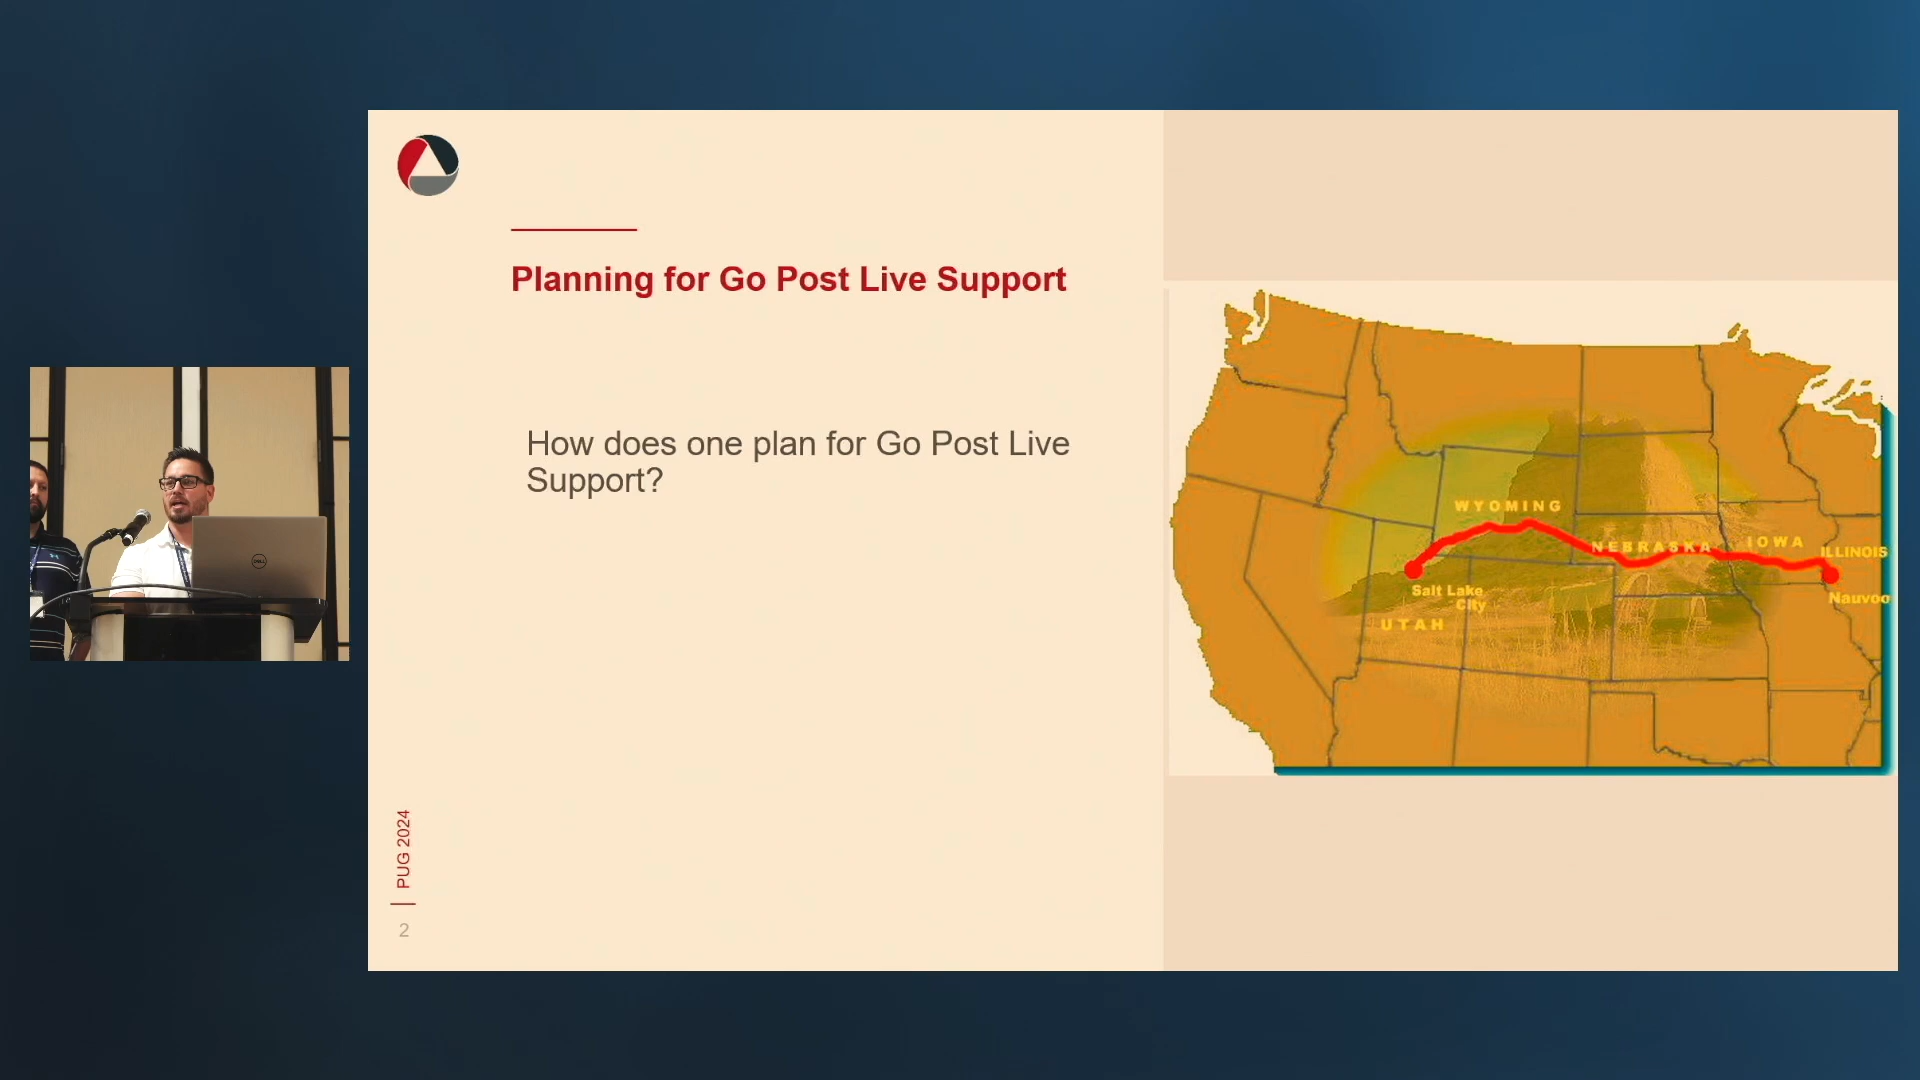 Planning for Go Post Live Support
How does one plan for Go Post Live
Support?
WYOMING
NEBRASKA
IOWA
ILLINOIS
Nauvoo
Salt Lake
City
UTAH
PUG 2024
2
DELL